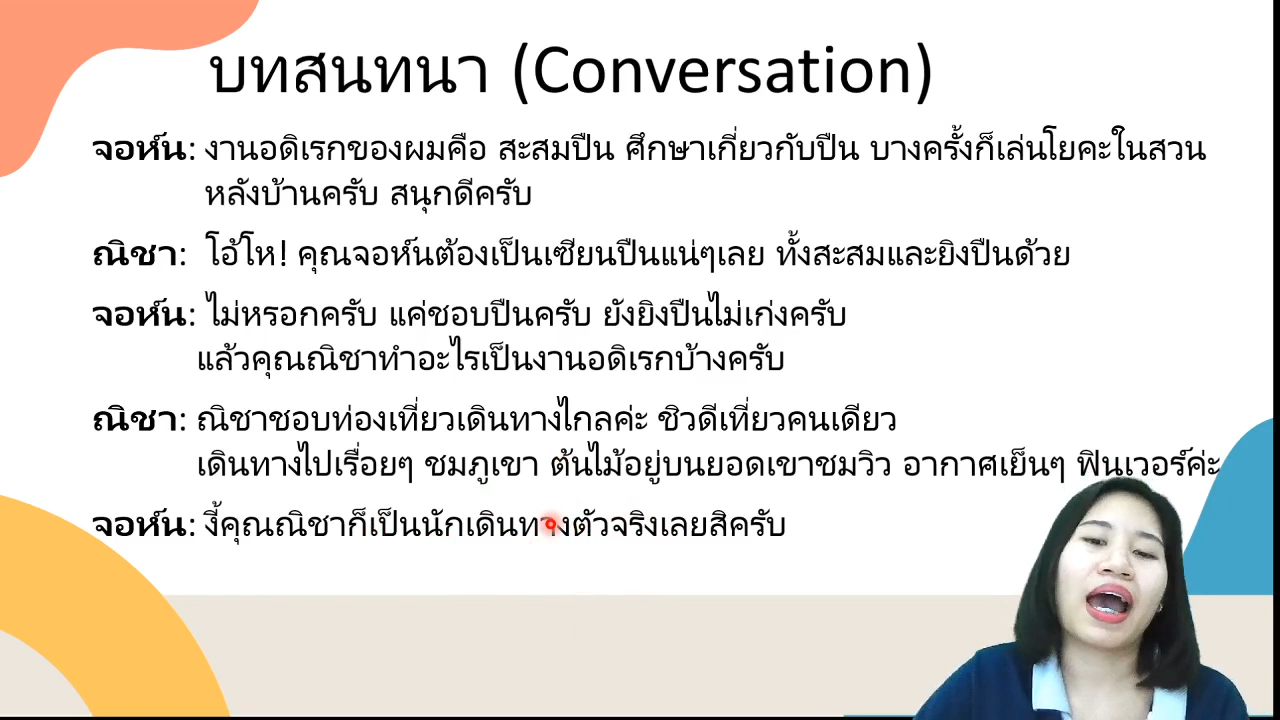 บทสนทนา (Conversation)
จอห์น: งานอดิเรกของผมคือ สะสมปืน ศึกษาเกี่ยวกับปืน บางครั้งก็เล่นโยคะในสวน
หลังบ้านครับ สนุกดีครับ
ณิชา: โอ้โห! คุณจอห์นต้องเป็นเซียนปืนแน่ๆเลย ทั้งสะสมและยิงปืนด้วย
จอห์น: ไม่หรอกครับ แค่ชอบปืนครับ ยังยิงปืนไม่เก่งครับ
แล้วคุณณิชาทำอะไรเป็นงานอดิเรกบ้างครับ
ณิชา: ณิชาชอบท่องเที่ยวเดินทางไกลค่ะ ชิวดีเที่ยวคนเดียว
เดินทางไปเรื่อยๆ ชมภูเขา ต้นไม้อยู่บนยอดเขาชมวิว อากาศเย็นๆ ฟินเวอร์ค่ะ
จอห์น: งี้คุณณิชาก็เป็นนักเดินทางตัวจริงเลยสิครับ